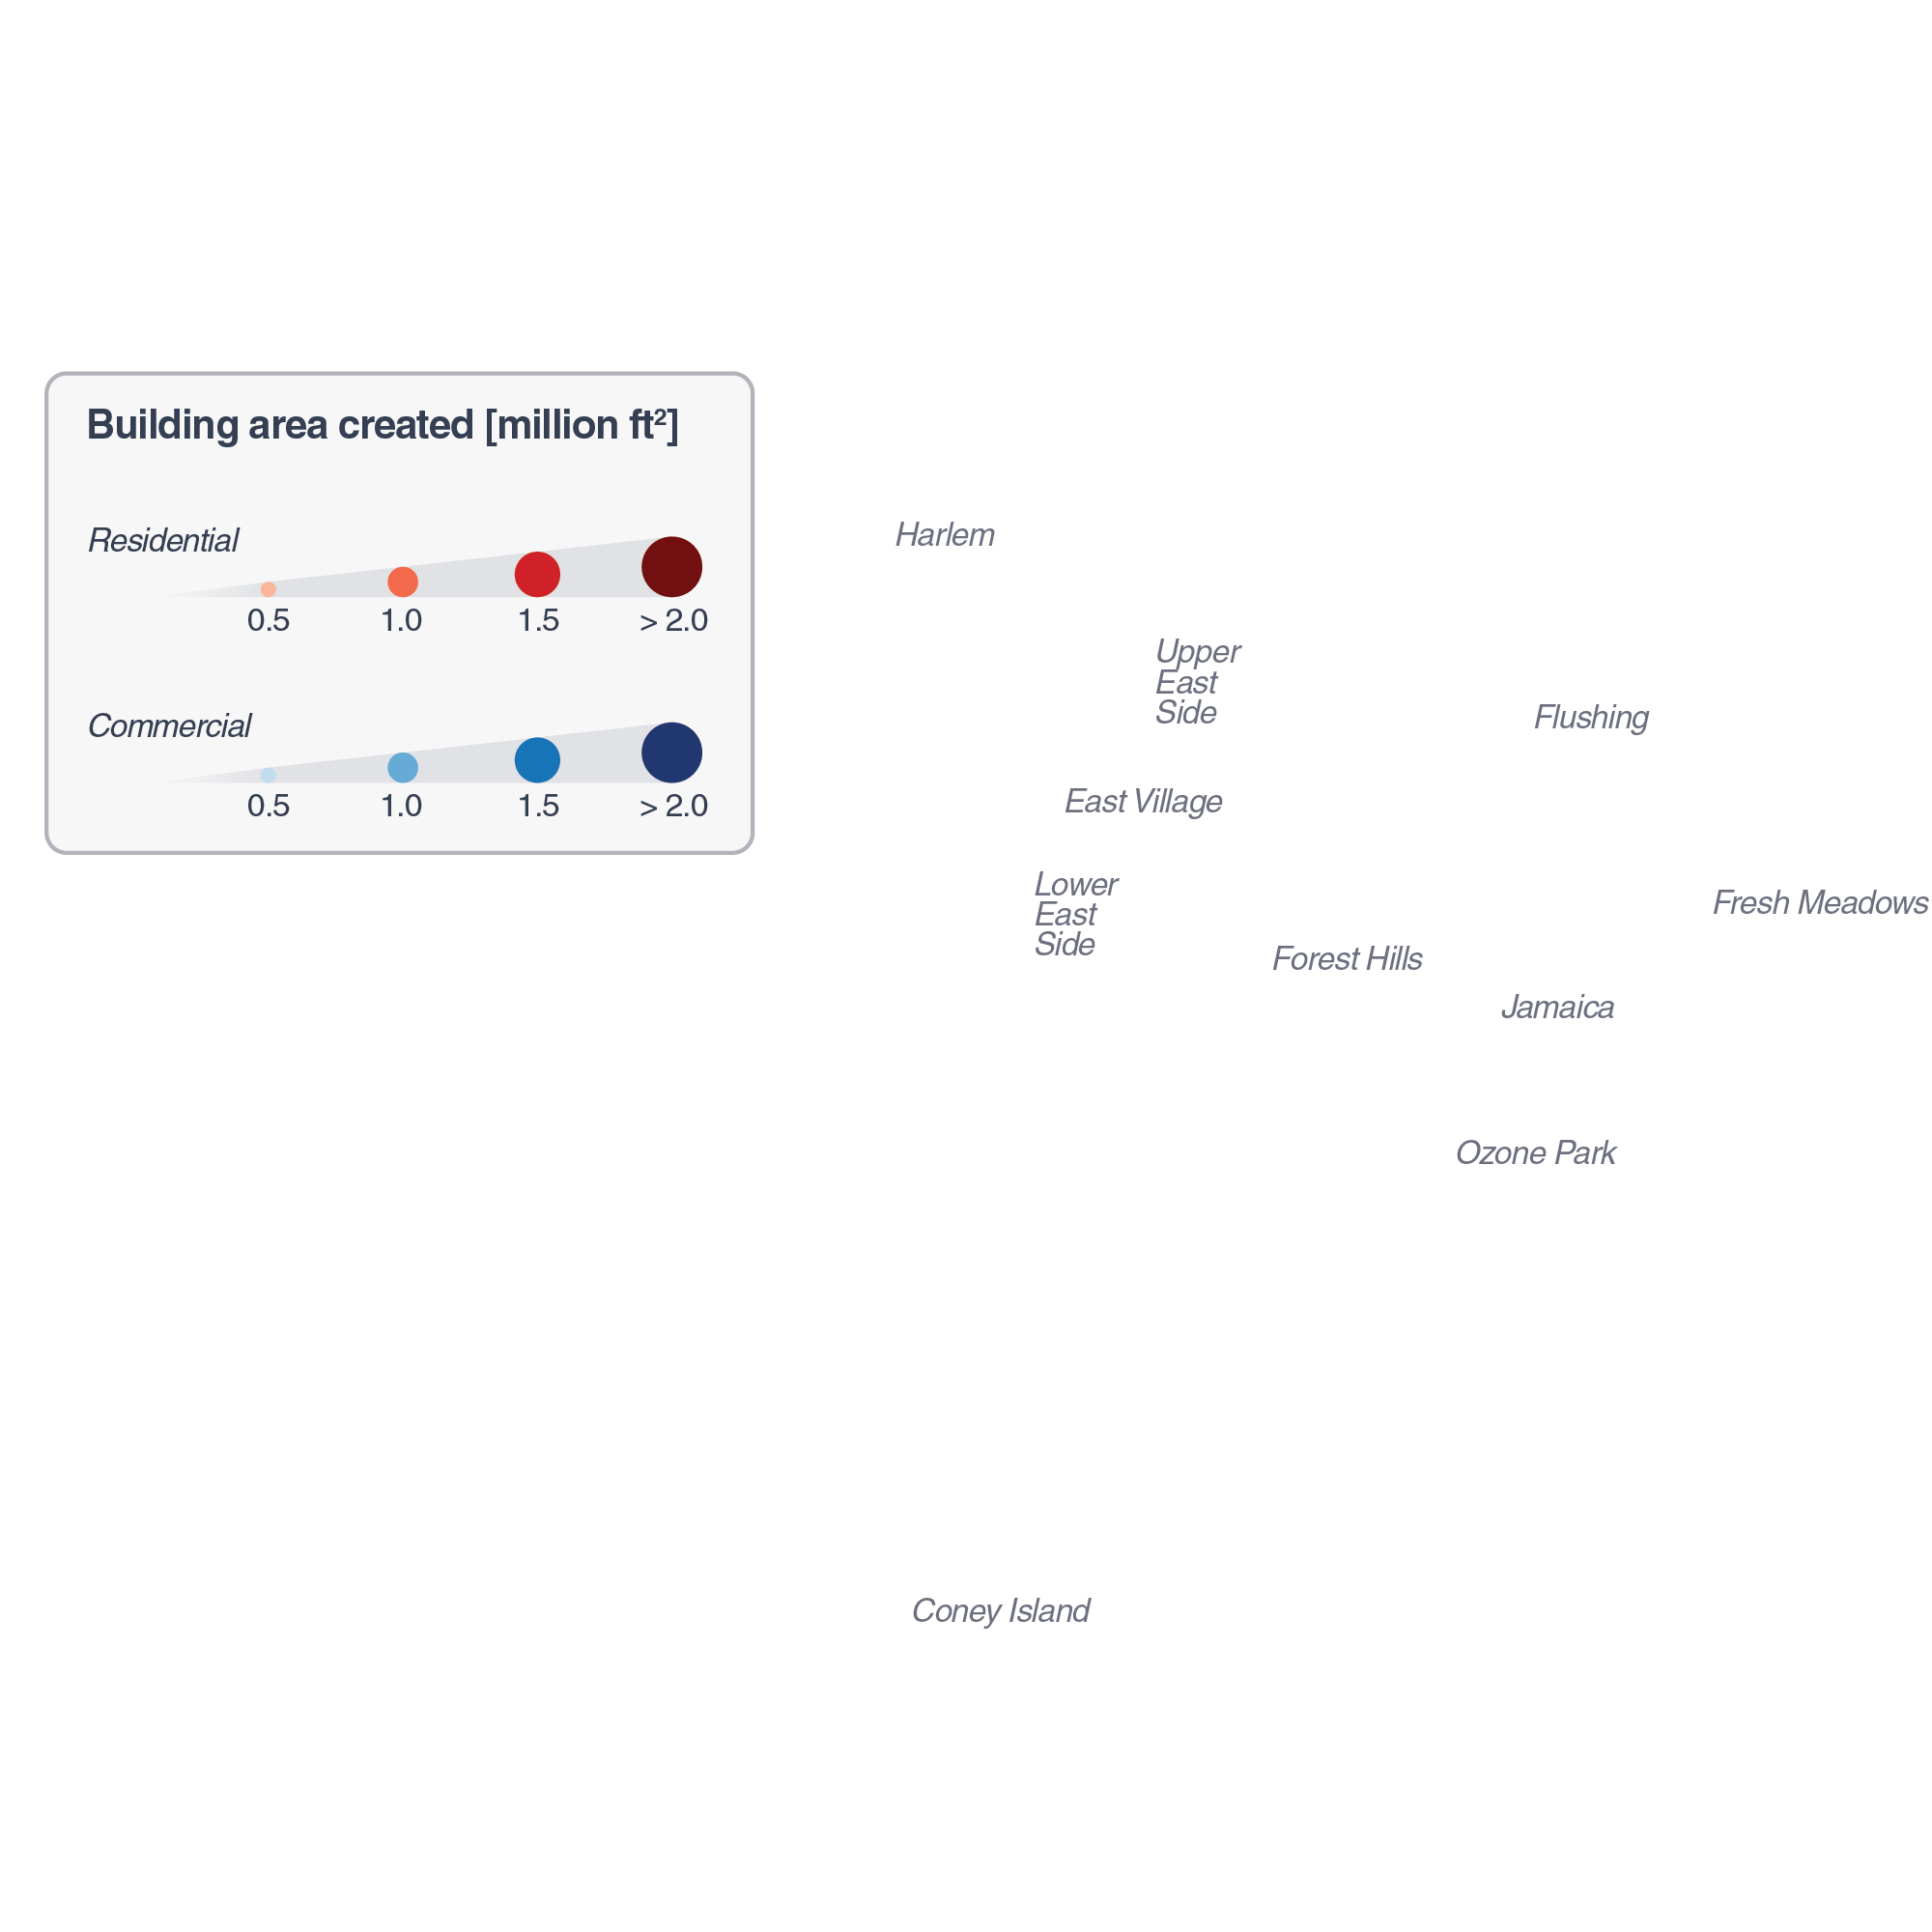 Building area created [million ft²]
Residential
0.5 1.0 1.5 > 2.0
Commercial
0.5 1.0 1.5 > 2.0
Harlem
Upper
East
Side
Flushing
East Village
Lower
East
Side
Fresh Meadows
Forest Hills
Jamaica
Ozone Park
Coney Island